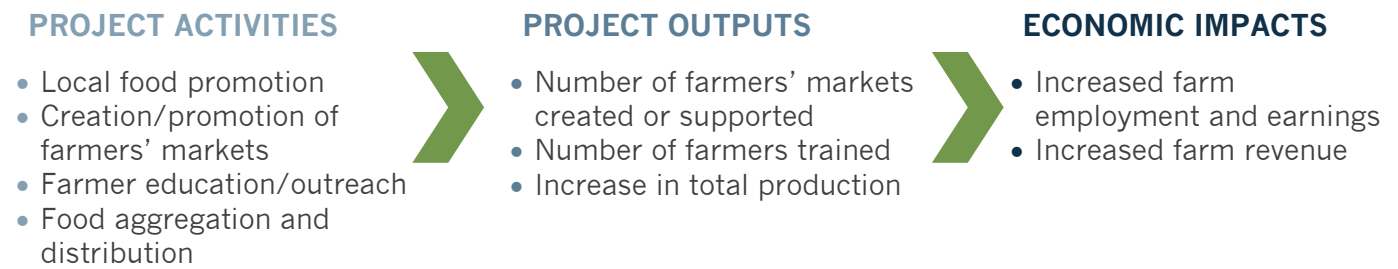 PROJECT ACTIVITIES
• Local food promotion
• Creation/promotion of
farmers’ markets
• Farmer education/outreach
• Food aggregation and
distribution
PROJECT OUTPUTS
• Number of farmers’ markets
created or supported
• Number of farmers trained
• Increase in total production
ECONOMIC IMPACTS
• Increased farm
employment and earnings
• Increased farm revenue